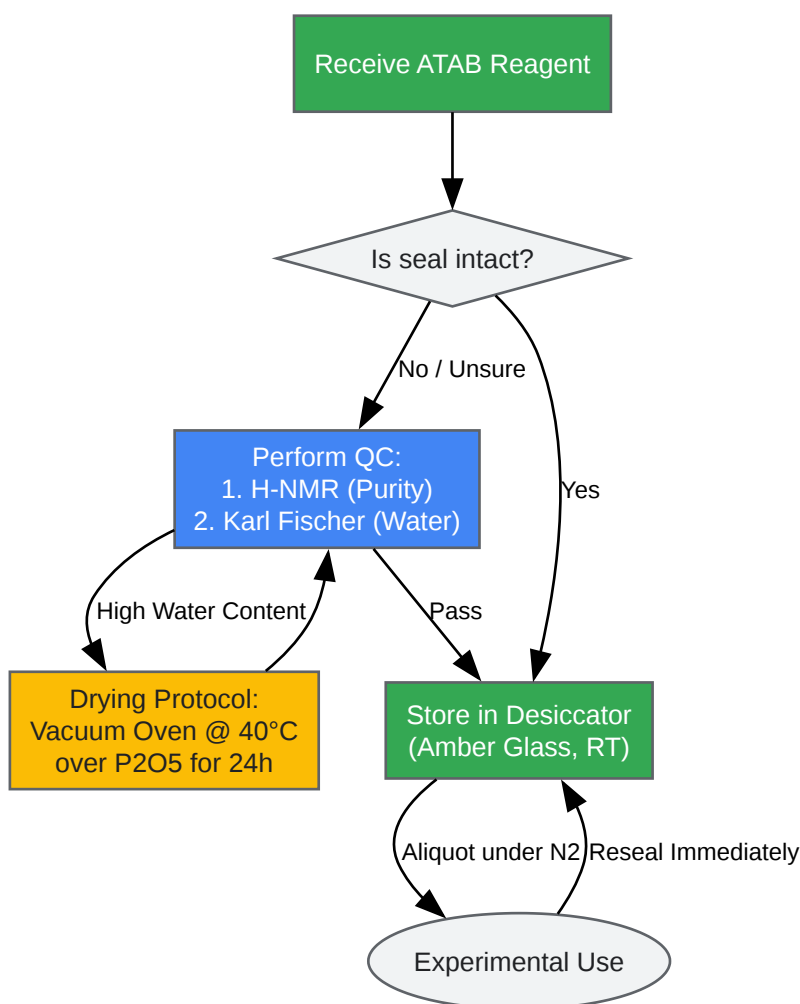 Receive ATAB Reagent
Is seal intact?
No / Unsure
Perform QC:
1. H-NMR (Purity)
2. Karl Fischer (Water)
Yes
High Water Content
Pass
Drying Protocol:
Vacuum Oven @ 40°C
over P2O5 for 24h
Store in Desiccator
(Amber Glass, RT)
Aliquot under N2
Reseal Immediately
Experimental Use